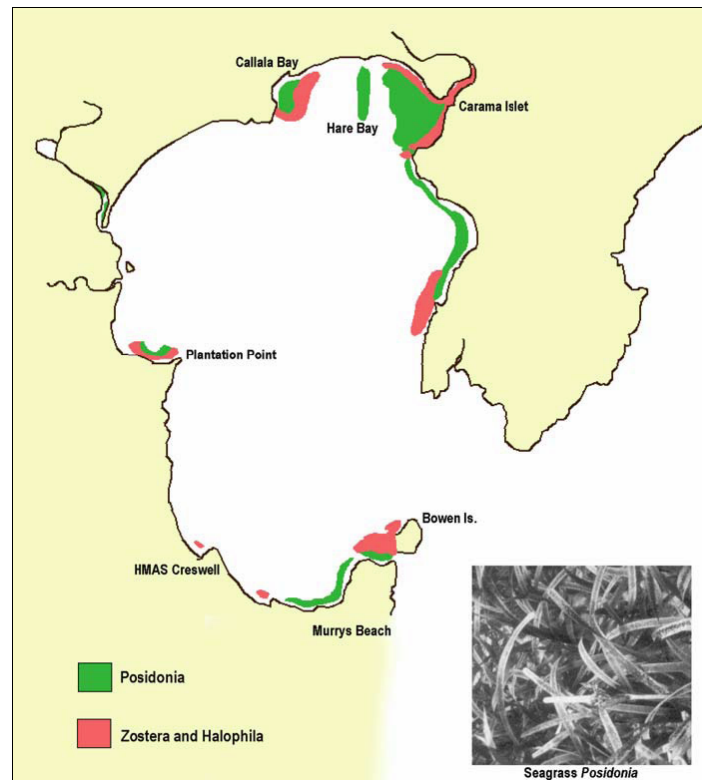 Callala Bay
Carama Islet
Hare Bay
Plantation Point
Bowen Is.
HMAS Creswell
Murrys Beach
Posidonia
Zostera and Halophila
Seagrass Posidonia